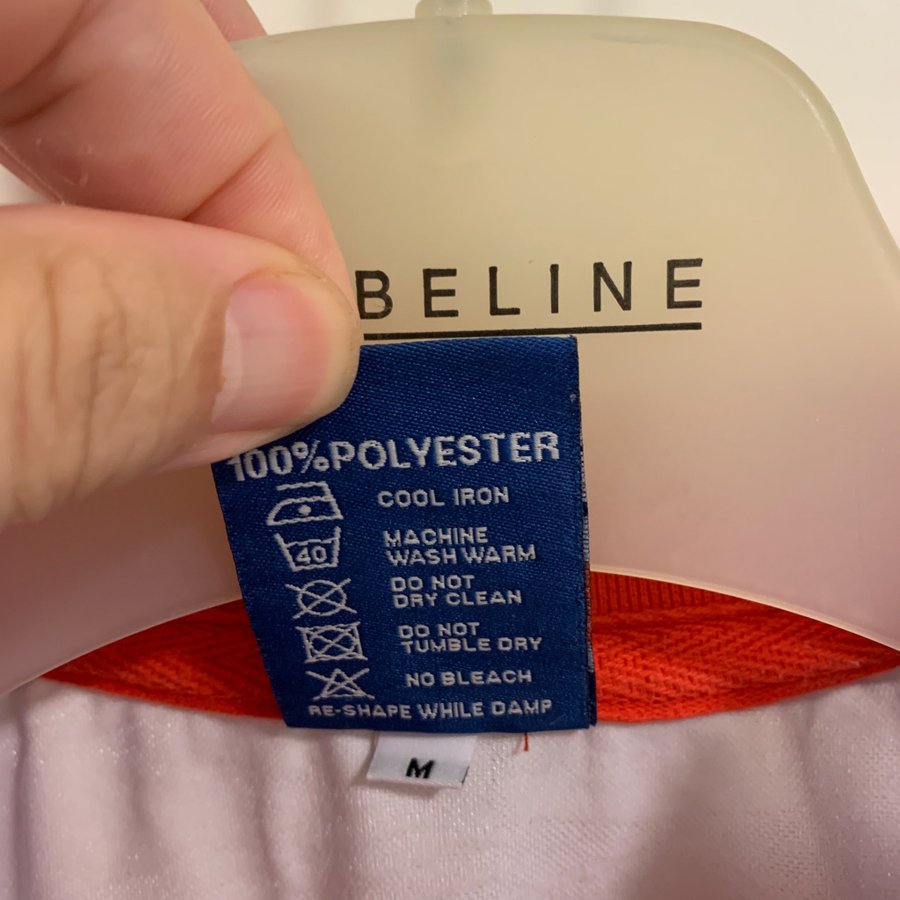 BELINE
100% POLYESTER
COOL IRON
40
MACHINE
WASH WARM
DO NOT
DRY CLEAN
DO NOT
TUMBLE DRY
NO BLEACH
RE-SHAPE WHILE DAMP
M